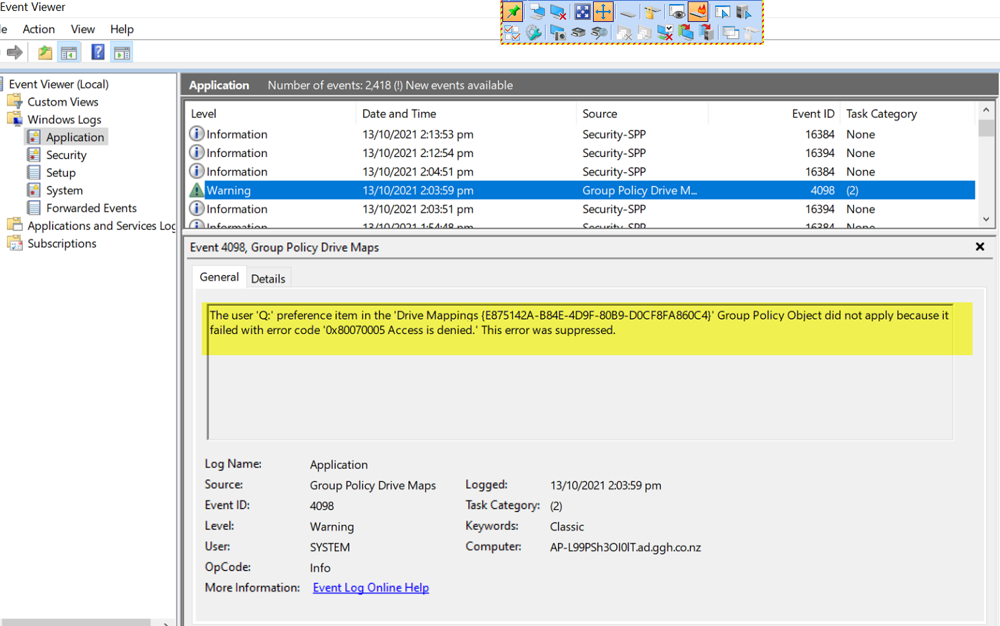 Event Viewer
le Action View Help
Event Viewer (Local)
Custom Views
Windows Logs
Application
Security
Setup
System
Forwarded Events
Applications and Services Log
Subscriptions
Application Number of events: 2,418 (!) New events available
Level Date and Time Source Event ID Task Category
Information 13/10/2021 2:13:53 pm Security-SPP 16384 None
Information 13/10/2021 2:12:54 pm Security-SPP 16394 None
Information 13/10/2021 2:04:51 pm Security-SPP 16384 None
Warning 13/10/2021 2:03:59 pm Group Policy Drive M... 4098 (2)
Information 13/10/2021 2:03:51 pm Security-SPP 16394 None
Information 13/10/2021 1:54:48 pm Security-SPP 16384 None
Event 4098, Group Policy Drive Maps
General Details
The user 'Q:' preference item in the 'Drive Mappings {E875142A-B84E-4D9F-80B9-D0CF8FA860C4}' Group Policy Object did not apply because it
failed with error code '0x80070005 Access is denied.' This error was suppressed.
Log Name: Application
Source: Group Policy Drive Maps Logged: 13/10/2021 2:03:59 pm
Event ID: 4098 Task Category: (2)
Level: Warning Keywords: Classic
User: SYSTEM Computer: AP-L99PSh3OI0lT.ad.ggh.co.nz
OpCode: Info
More Information: Event Log Online Help